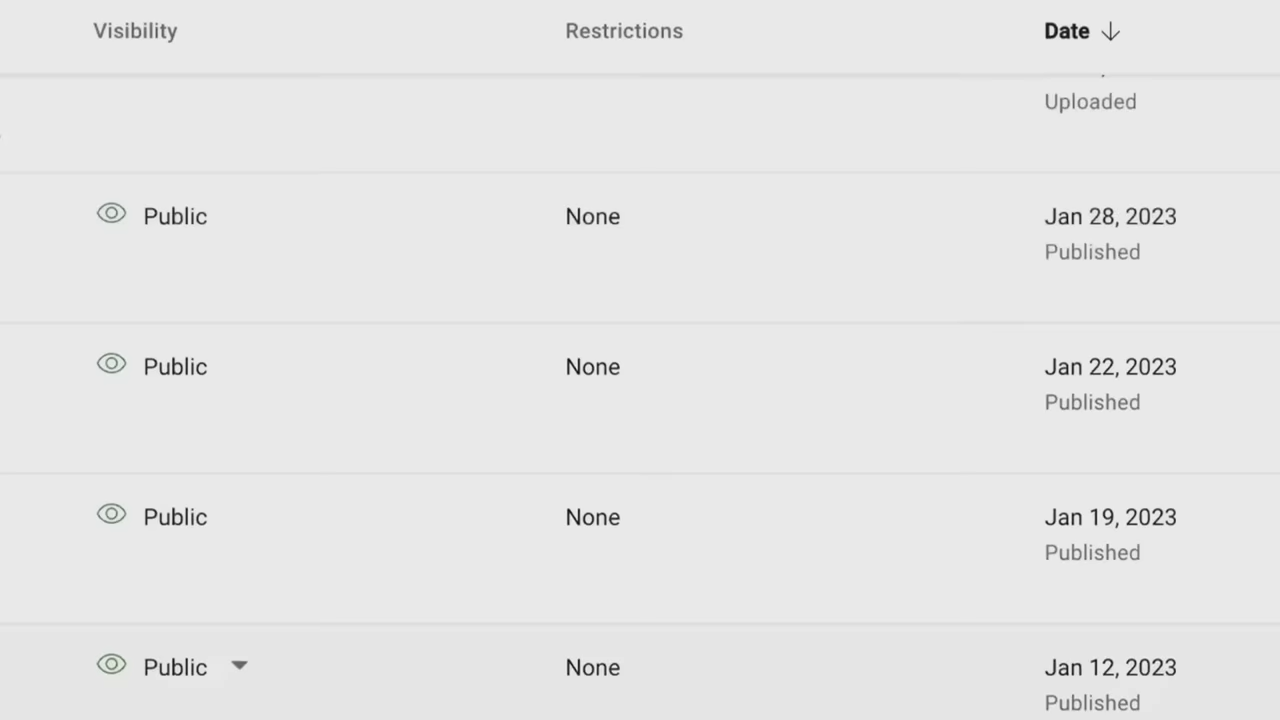 Visibility Restrictions Date
Uploaded
Public None Jan 28, 2023
Published
Public None Jan 22, 2023
Published
Public None Jan 19, 2023
Published
Public None Jan 12, 2023
Published